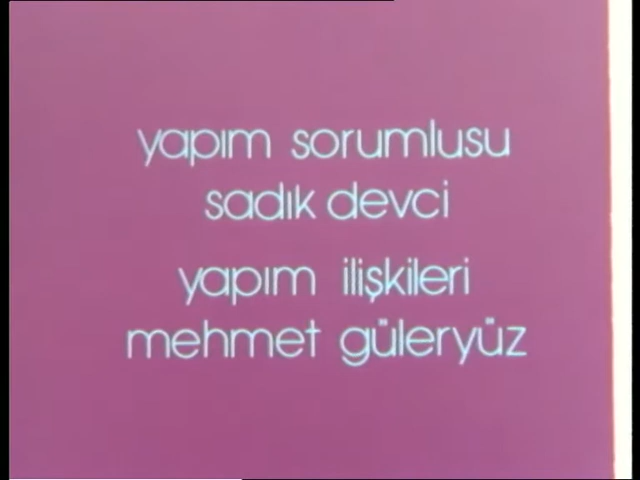 yapım sorumlusu
sadık devci
yapım ilişkileri
mehmet güleryüz